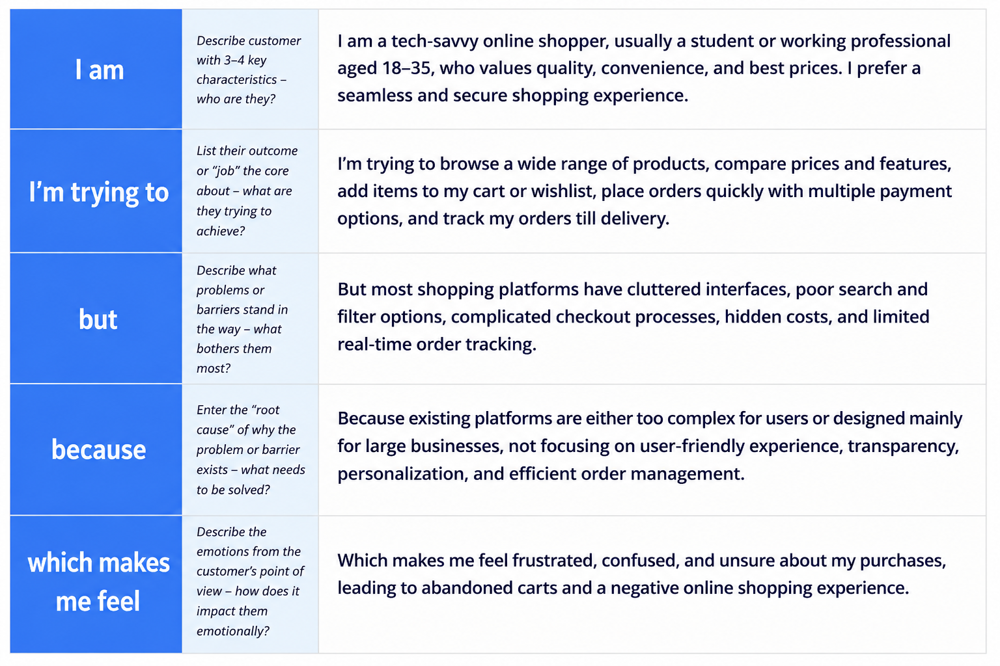 I am
Describe customer
with 3–4 key
characteristics –
who are they?
I am a tech-savvy online shopper, usually a student or working professional
aged 18–35, who values quality, convenience, and best prices. I prefer a
seamless and secure shopping experience.
I’m trying to
List their outcome
or “job” the core
about – what are
they trying to
achieve?
I’m trying to browse a wide range of products, compare prices and features,
add items to my cart or wishlist, place orders quickly with multiple payment
options, and track my orders till delivery.
but
Describe what
problems or
barriers stand in
the way – what
bothers them
most?
But most shopping platforms have cluttered interfaces, poor search and
filter options, complicated checkout processes, hidden costs, and limited
real-time order tracking.
because
Enter the “root
cause” of why the
problem or barrier
exists – what needs
to be solved?
Because existing platforms are either too complex for users or designed mainly
for large businesses, not focusing on user-friendly experience, transparency,
personalization, and efficient order management.
which makes
me feel
Describe the
emotions from the
customer’s point of
view – how does it
impact them
emotionally?
Which makes me feel frustrated, confused, and unsure about my purchases,
leading to abandoned carts and a negative online shopping experience.